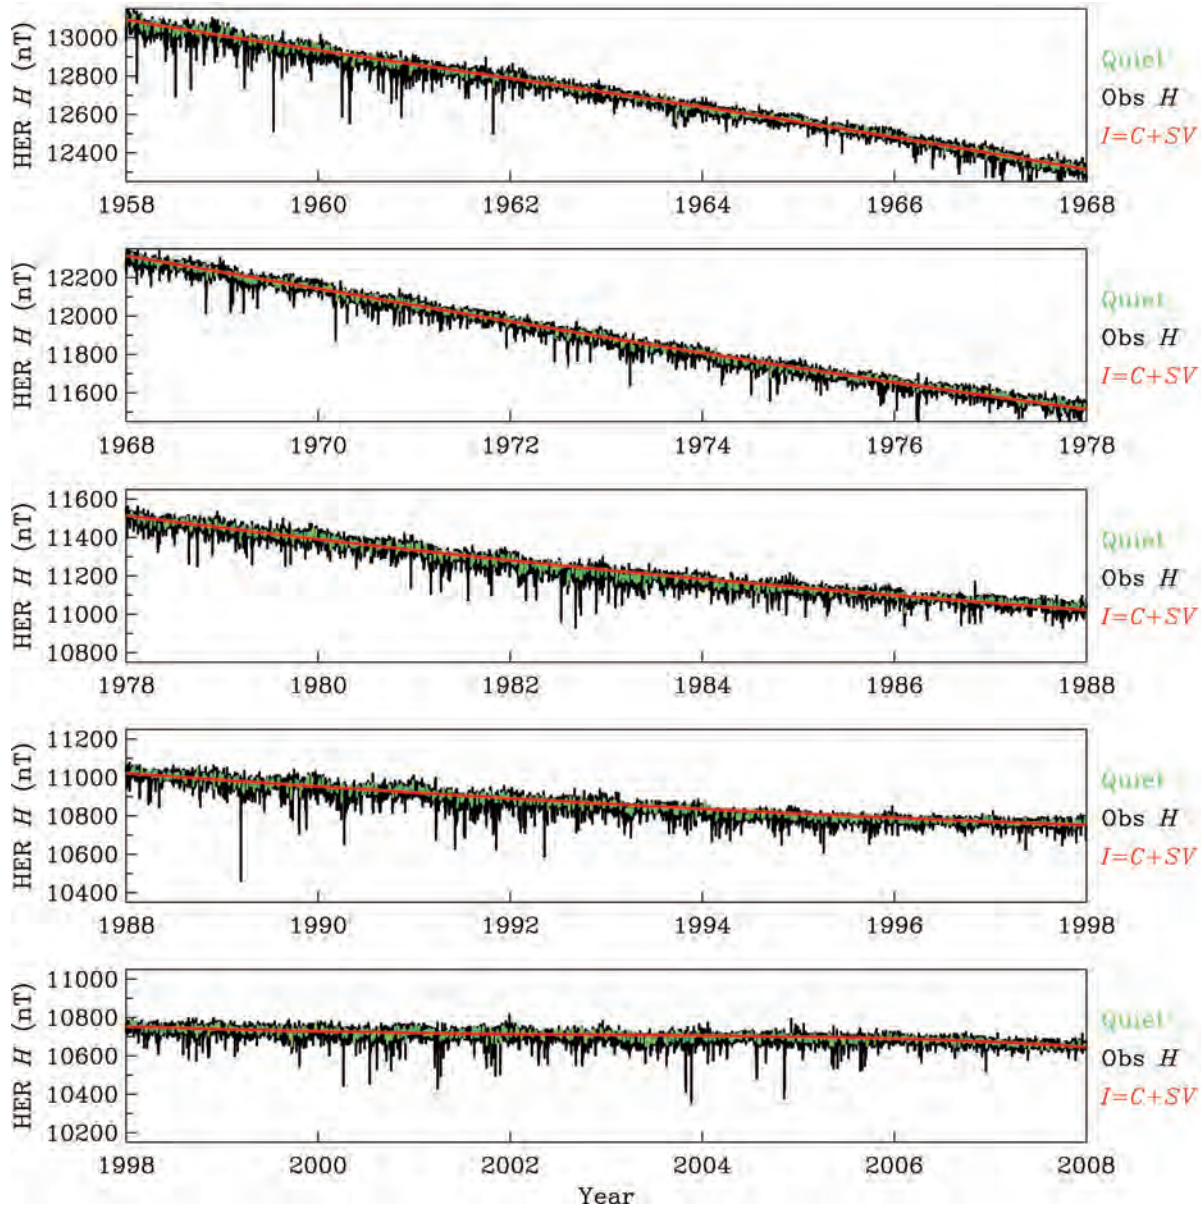 HER H (nT)
13000
12800
12600
12400
1958 1960 1962 1964 1966 1968
Quiet
Obs H
I=C+SV
HER H (nT)
12200
12000
11800
11600
1968 1970 1972 1974 1976 1978
Quiet
Obs H
I=C+SV
HER H (nT)
11600
11400
11200
11000
10800
1978 1980 1982 1984 1986 1988
Quiet
Obs H
I=C+SV
HER H (nT)
11200
11000
10800
10600
10400
1988 1990 1992 1994 1996 1998
Quiet
Obs H
I=C+SV
HER H (nT)
11000
10800
10600
10400
10200
1998 2000 2002 2004 2006 2008
Quiet
Obs H
I=C+SV
Year